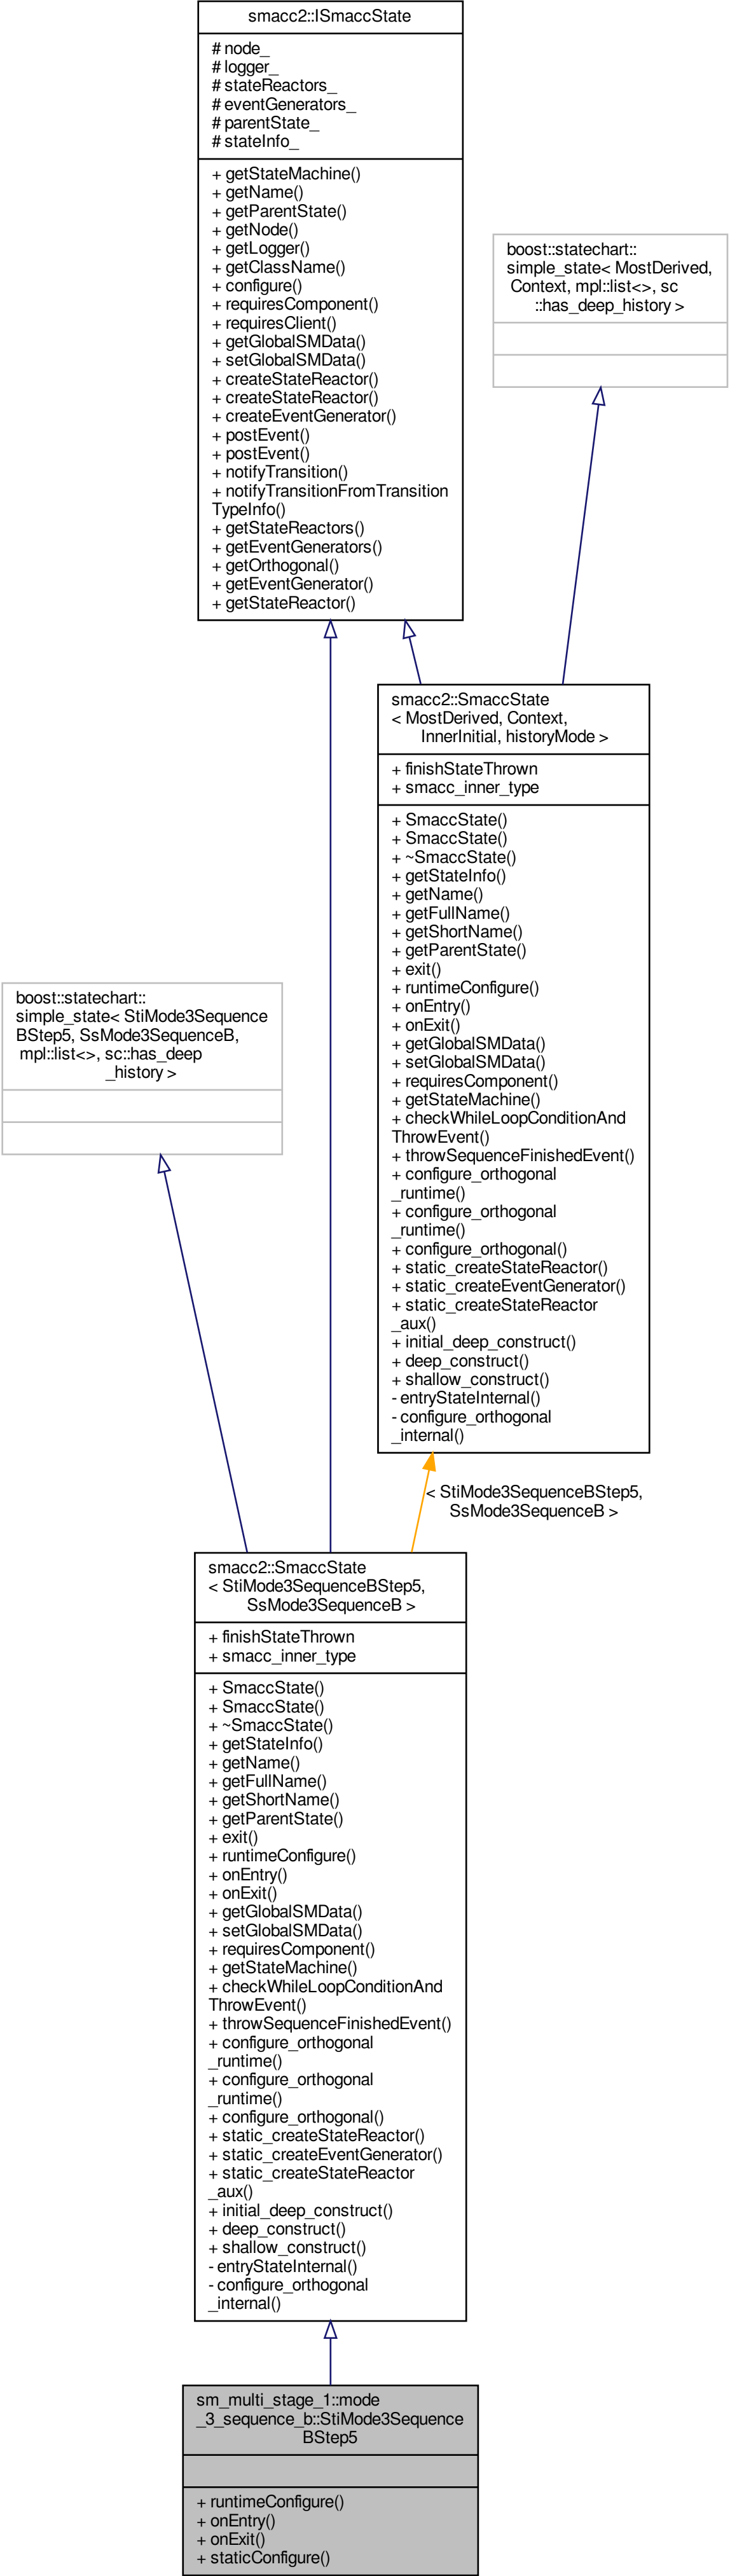 smacc2::ISmaccState
# node_
# logger_
# stateReactors_
# eventGenerators_
# parentState_
# stateInfo_
+ getStateMachine()
+ getName()
+ getParentState()
+ getNode()
+ getLogger()
+ getClassName()
+ configure()
+ requiresComponent()
+ requiresClient()
+ getGlobalSMData()
+ setGlobalSMData()
+ createStateReactor()
+ createStateReactor()
+ createEventGenerator()
+ postEvent()
+ postEvent()
+ notifyTransition()
+ notifyTransitionFromTransition
TypeInfo()
+ getStateReactors()
+ getEventGenerators()
+ getOrthogonal()
+ getEventGenerator()
+ getStateReactor()
boost::statechart::
simple_state< MostDerived,
Context, mpl::list<>, sc
::has_deep_history >
smacc2::SmaccState
< MostDerived, Context,
InnerInitial, historyMode >
+ finishStateThrown
+ smacc_inner_type
+ SmaccState()
+ SmaccState()
+ ~SmaccState()
+ getStateInfo()
+ getName()
+ getFullName()
+ getShortName()
+ getParentState()
+ exit()
+ runtimeConfigure()
+ onEntry()
+ onExit()
+ getGlobalSMData()
+ setGlobalSMData()
+ requiresComponent()
+ getStateMachine()
+ checkWhileLoopConditionAnd
ThrowEvent()
+ throwSequenceFinishedEvent()
+ configure_orthogonal
_runtime()
+ configure_orthogonal
_runtime()
+ configure_orthogonal()
+ static_createStateReactor()
+ static_createEventGenerator()
+ static_createStateReactor
_aux()
+ initial_deep_construct()
+ deep_construct()
+ shallow_construct()
- entryStateInternal()
- configure_orthogonal
_internal()
boost::statechart::
simple_state< StiMode3Sequence
BStep5, SsMode3SequenceB,
mpl::list<>, sc::has_deep
_history >
< StiMode3SequenceBStep5,
SsMode3SequenceB >
smacc2::SmaccState
< StiMode3SequenceBStep5,
SsMode3SequenceB >
+ finishStateThrown
+ smacc_inner_type
+ SmaccState()
+ SmaccState()
+ ~SmaccState()
+ getStateInfo()
+ getName()
+ getFullName()
+ getShortName()
+ getParentState()
+ exit()
+ runtimeConfigure()
+ onEntry()
+ onExit()
+ getGlobalSMData()
+ setGlobalSMData()
+ requiresComponent()
+ getStateMachine()
+ checkWhileLoopConditionAnd
ThrowEvent()
+ throwSequenceFinishedEvent()
+ configure_orthogonal
_runtime()
+ configure_orthogonal
_runtime()
+ configure_orthogonal()
+ static_createStateReactor()
+ static_createEventGenerator()
+ static_createStateReactor
_aux()
+ initial_deep_construct()
+ deep_construct()
+ shallow_construct()
- entryStateInternal()
- configure_orthogonal
_internal()
sm_multi_stage_1::mode
_3_sequence_b::StiMode3Sequence
BStep5
+ runtimeConfigure()
+ onEntry()
+ onExit()
+ staticConfigure()